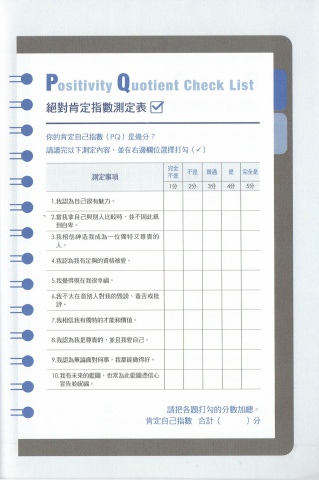 Positivity Quotient Check List
絕對肯定指數測定表
你的肯定自己指數（PQ）是幾分？
請讀完以下測定內容，並在右邊欄位選擇打勾（✓）
測定事項 完全不是 不是 普通 是 完全是
1分 2分 3分 4分 5分
1.我認為自己很有魅力。
2.當我拿自己與別人比較時，並不因此感
到自卑。
3.我相信神造我成為一位獨特又尊貴的
人。
4.我認為我有足夠的資格被愛。
5.我覺得現在我很幸福。
6.我不太在意別人對我的毀謗、毒舌或批
評。
7.我相信我有獨特的才能和價值。
8.我認為我是尊貴的，並且我愛自己。
9.我認為無論面對何事，我都能做得好。
10.我有未來的藍圖，也常為此藍圖憑信心
宣告並祝福。
請把各題打勾的分數加總。
肯定自己指數 合計（ ）分